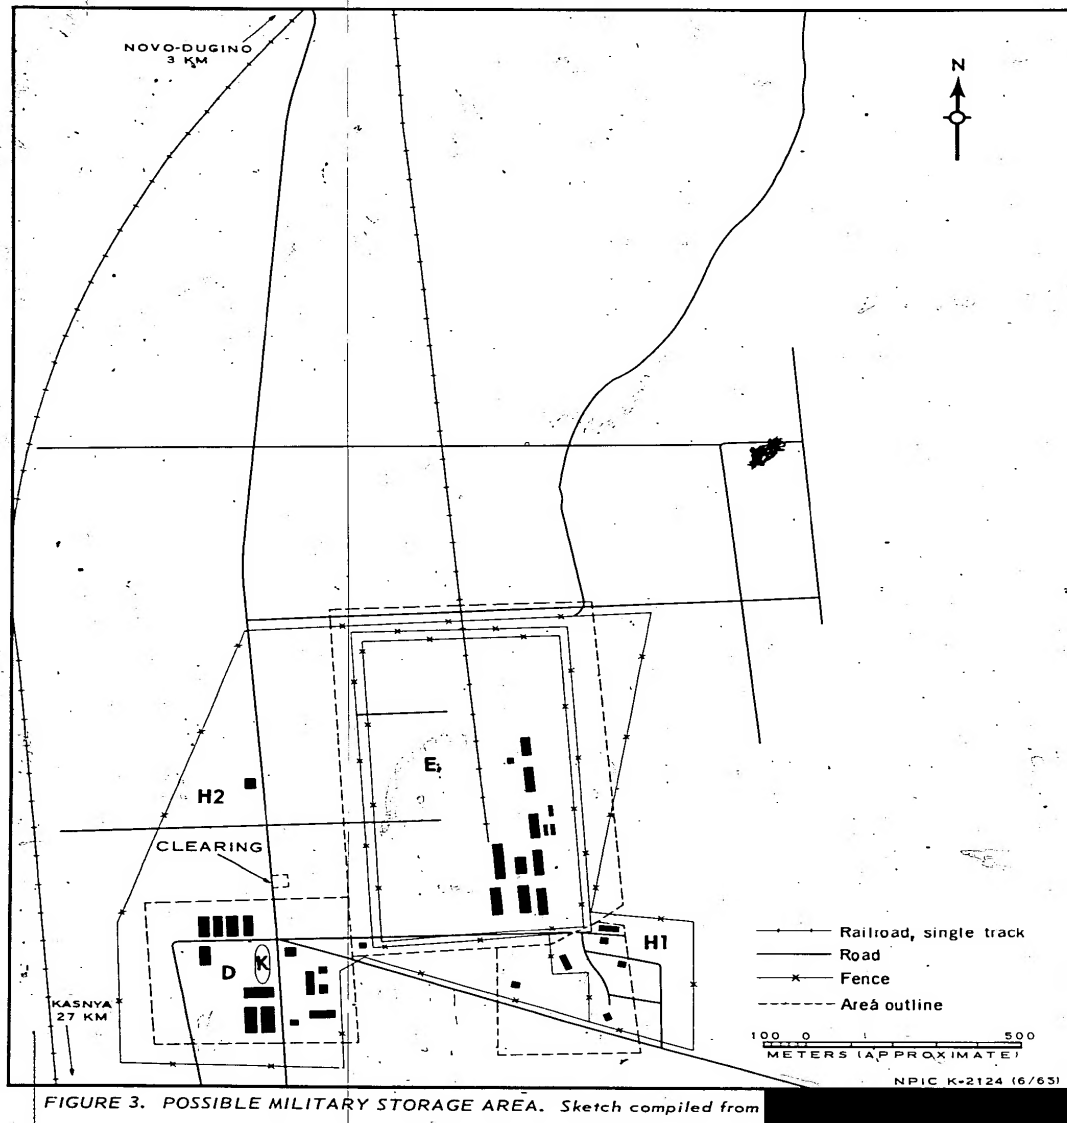 NOVO-DUGINO
3 KM
N
E
H2
CLEARING
H1
D
K
KASNYA
27 KM
Railroad, single track
Road
Fence
Area outline
100 0 500
METERS (APPROXIMATE)
NPIC K-2124 (6/63)
FIGURE 3. POSSIBLE MILITARY STORAGE AREA. Sketch compiled from